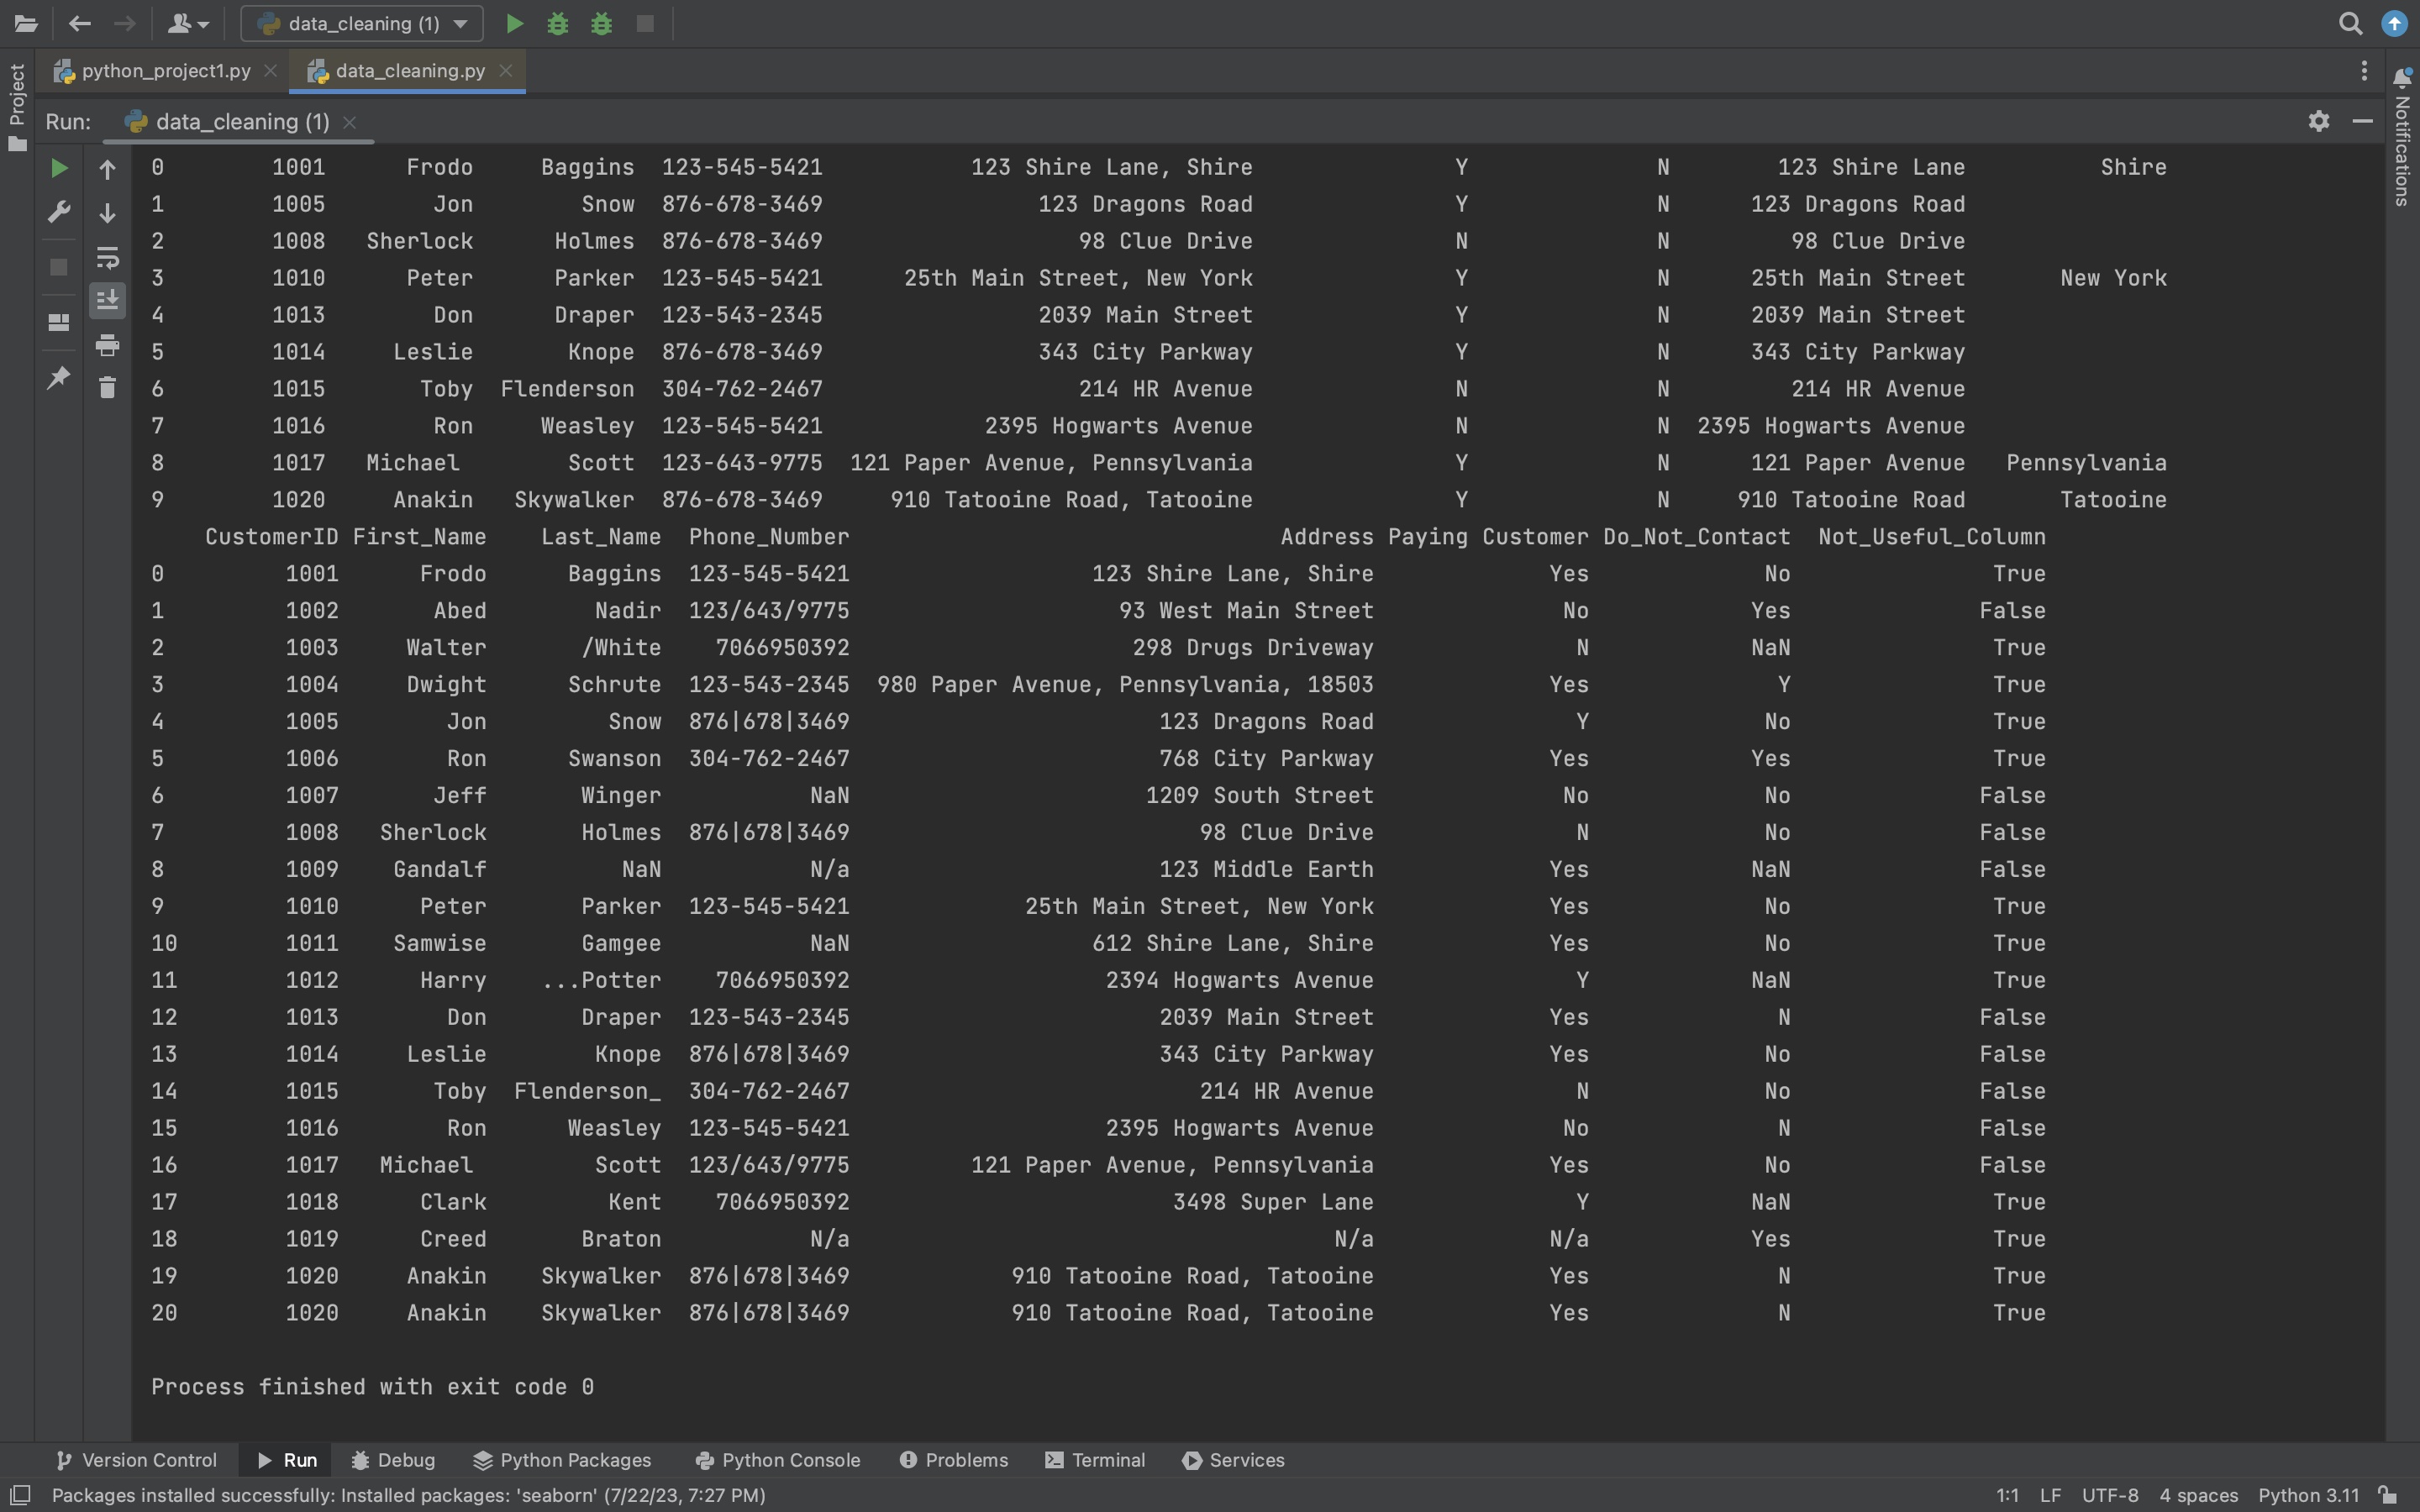 data_cleaning (1)
python_project1.py data_cleaning.py
Project
Notifications
Run: data_cleaning (1)
0 1001 Frodo Baggins 123-545-5421 123 Shire Lane, Shire Y N 123 Shire Lane Shire
1 1005 Jon Snow 876-678-3469 123 Dragons Road Y N 123 Dragons Road
2 1008 Sherlock Holmes 876-678-3469 98 Clue Drive N N 98 Clue Drive
3 1010 Peter Parker 123-545-5421 25th Main Street, New York Y N 25th Main Street New York
4 1013 Don Draper 123-543-2345 2039 Main Street Y N 2039 Main Street
5 1014 Leslie Knope 876-678-3469 343 City Parkway Y N 343 City Parkway
6 1015 Toby Flenderson 304-762-2467 214 HR Avenue N N 214 HR Avenue
7 1016 Ron Weasley 123-545-5421 2395 Hogwarts Avenue N N 2395 Hogwarts Avenue
8 1017 Michael Scott 123-643-9775 121 Paper Avenue, Pennsylvania Y N 121 Paper Avenue Pennsylvania
9 1020 Anakin Skywalker 876-678-3469 910 Tatooine Road, Tatooine Y N 910 Tatooine Road Tatooine
CustomerID First_Name Last_Name Phone_Number Address Paying Customer Do_Not_Contact Not_Useful_Column
0 1001 Frodo Baggins 123-545-5421 123 Shire Lane, Shire Yes No True
1 1002 Abed Nadir 123/643/9775 93 West Main Street No Yes False
2 1003 Walter /White 7066950392 298 Drugs Driveway N NaN True
3 1004 Dwight Schrute 123-543-2345 980 Paper Avenue, Pennsylvania, 18503 Yes Y True
4 1005 Jon Snow 876|678|3469 123 Dragons Road Y No True
5 1006 Ron Swanson 304-762-2467 768 City Parkway Yes Yes True
6 1007 Jeff Winger NaN 1209 South Street No No False
7 1008 Sherlock Holmes 876|678|3469 98 Clue Drive N No False
8 1009 Gandalf NaN N/a 123 Middle Earth Yes NaN False
9 1010 Peter Parker 123-545-5421 25th Main Street, New York Yes No True
10 1011 Samwise Gamgee NaN 612 Shire Lane, Shire Yes No True
11 1012 Harry ...Potter 7066950392 2394 Hogwarts Avenue Y NaN True
12 1013 Don Draper 123-543-2345 2039 Main Street Yes N False
13 1014 Leslie Knope 876|678|3469 343 City Parkway Yes No False
14 1015 Toby Flenderson_ 304-762-2467 214 HR Avenue N No False
15 1016 Ron Weasley 123-545-5421 2395 Hogwarts Avenue No N False
16 1017 Michael Scott 123/643/9775 121 Paper Avenue, Pennsylvania Yes No False
17 1018 Clark Kent 7066950392 3498 Super Lane Y NaN True
18 1019 Creed Braton N/a N/a N/a Yes True
19 1020 Anakin Skywalker 876|678|3469 910 Tatooine Road, Tatooine Yes N True
20 1020 Anakin Skywalker 876|678|3469 910 Tatooine Road, Tatooine Yes N True
Process finished with exit code 0
Version Control Run Debug Python Packages Python Console Problems Terminal Services
Packages installed successfully: Installed packages: 'seaborn' (7/22/23, 7:27 PM) 1:1 LF UTF-8 4 spaces Python 3.11